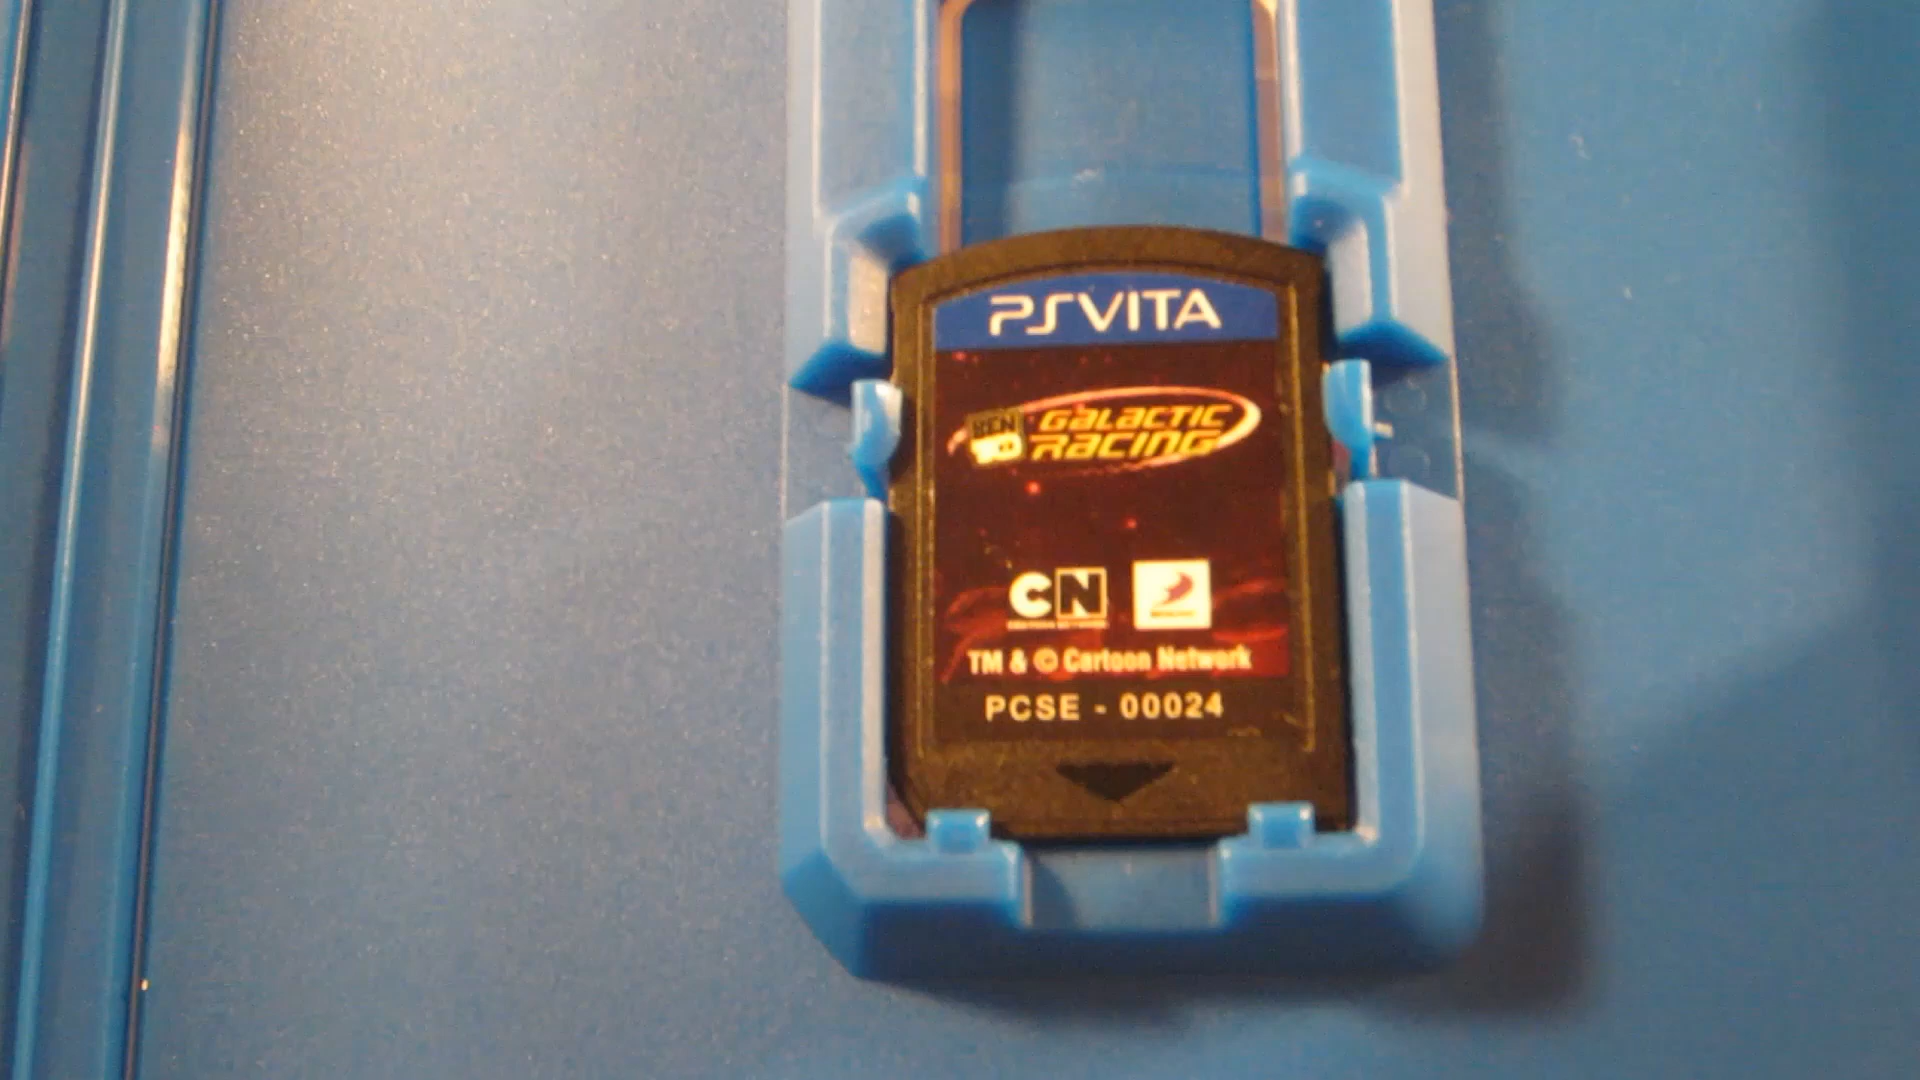 PSVITA
BEN
10
GALACTIC
RACING
CN
TM & © Cartoon Network
PCSE - 00024